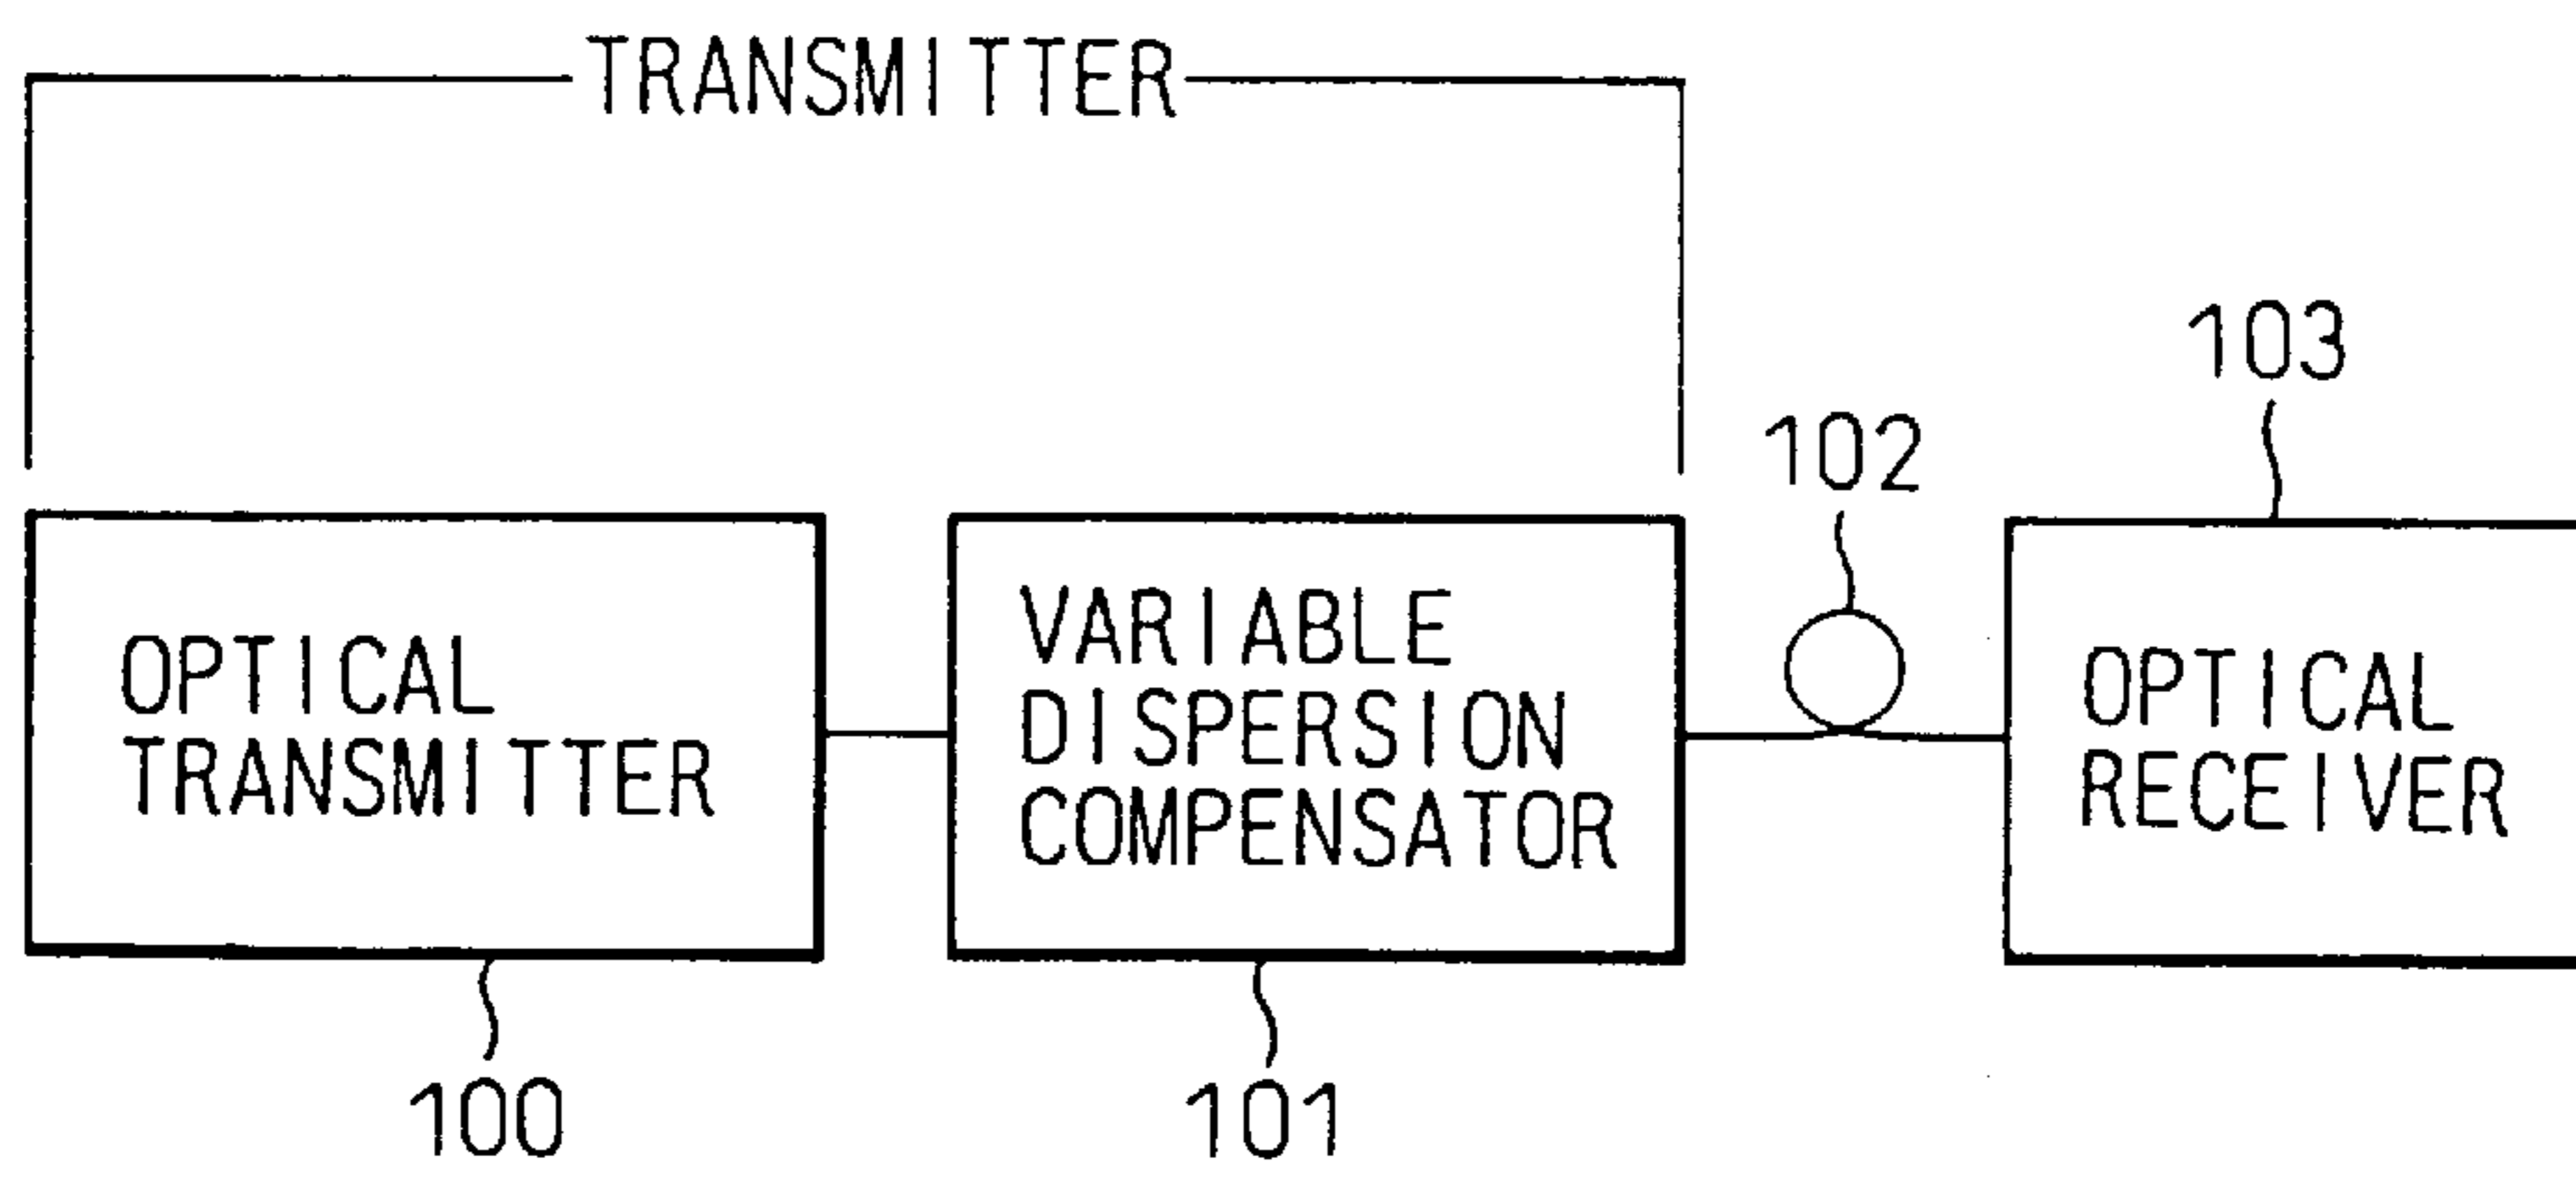 TRANSMITTER
103
102
OPTICAL
TRANSMITTER
VARIABLE
DISPERSION
COMPENSATOR
OPTICAL
RECEIVER
100
101